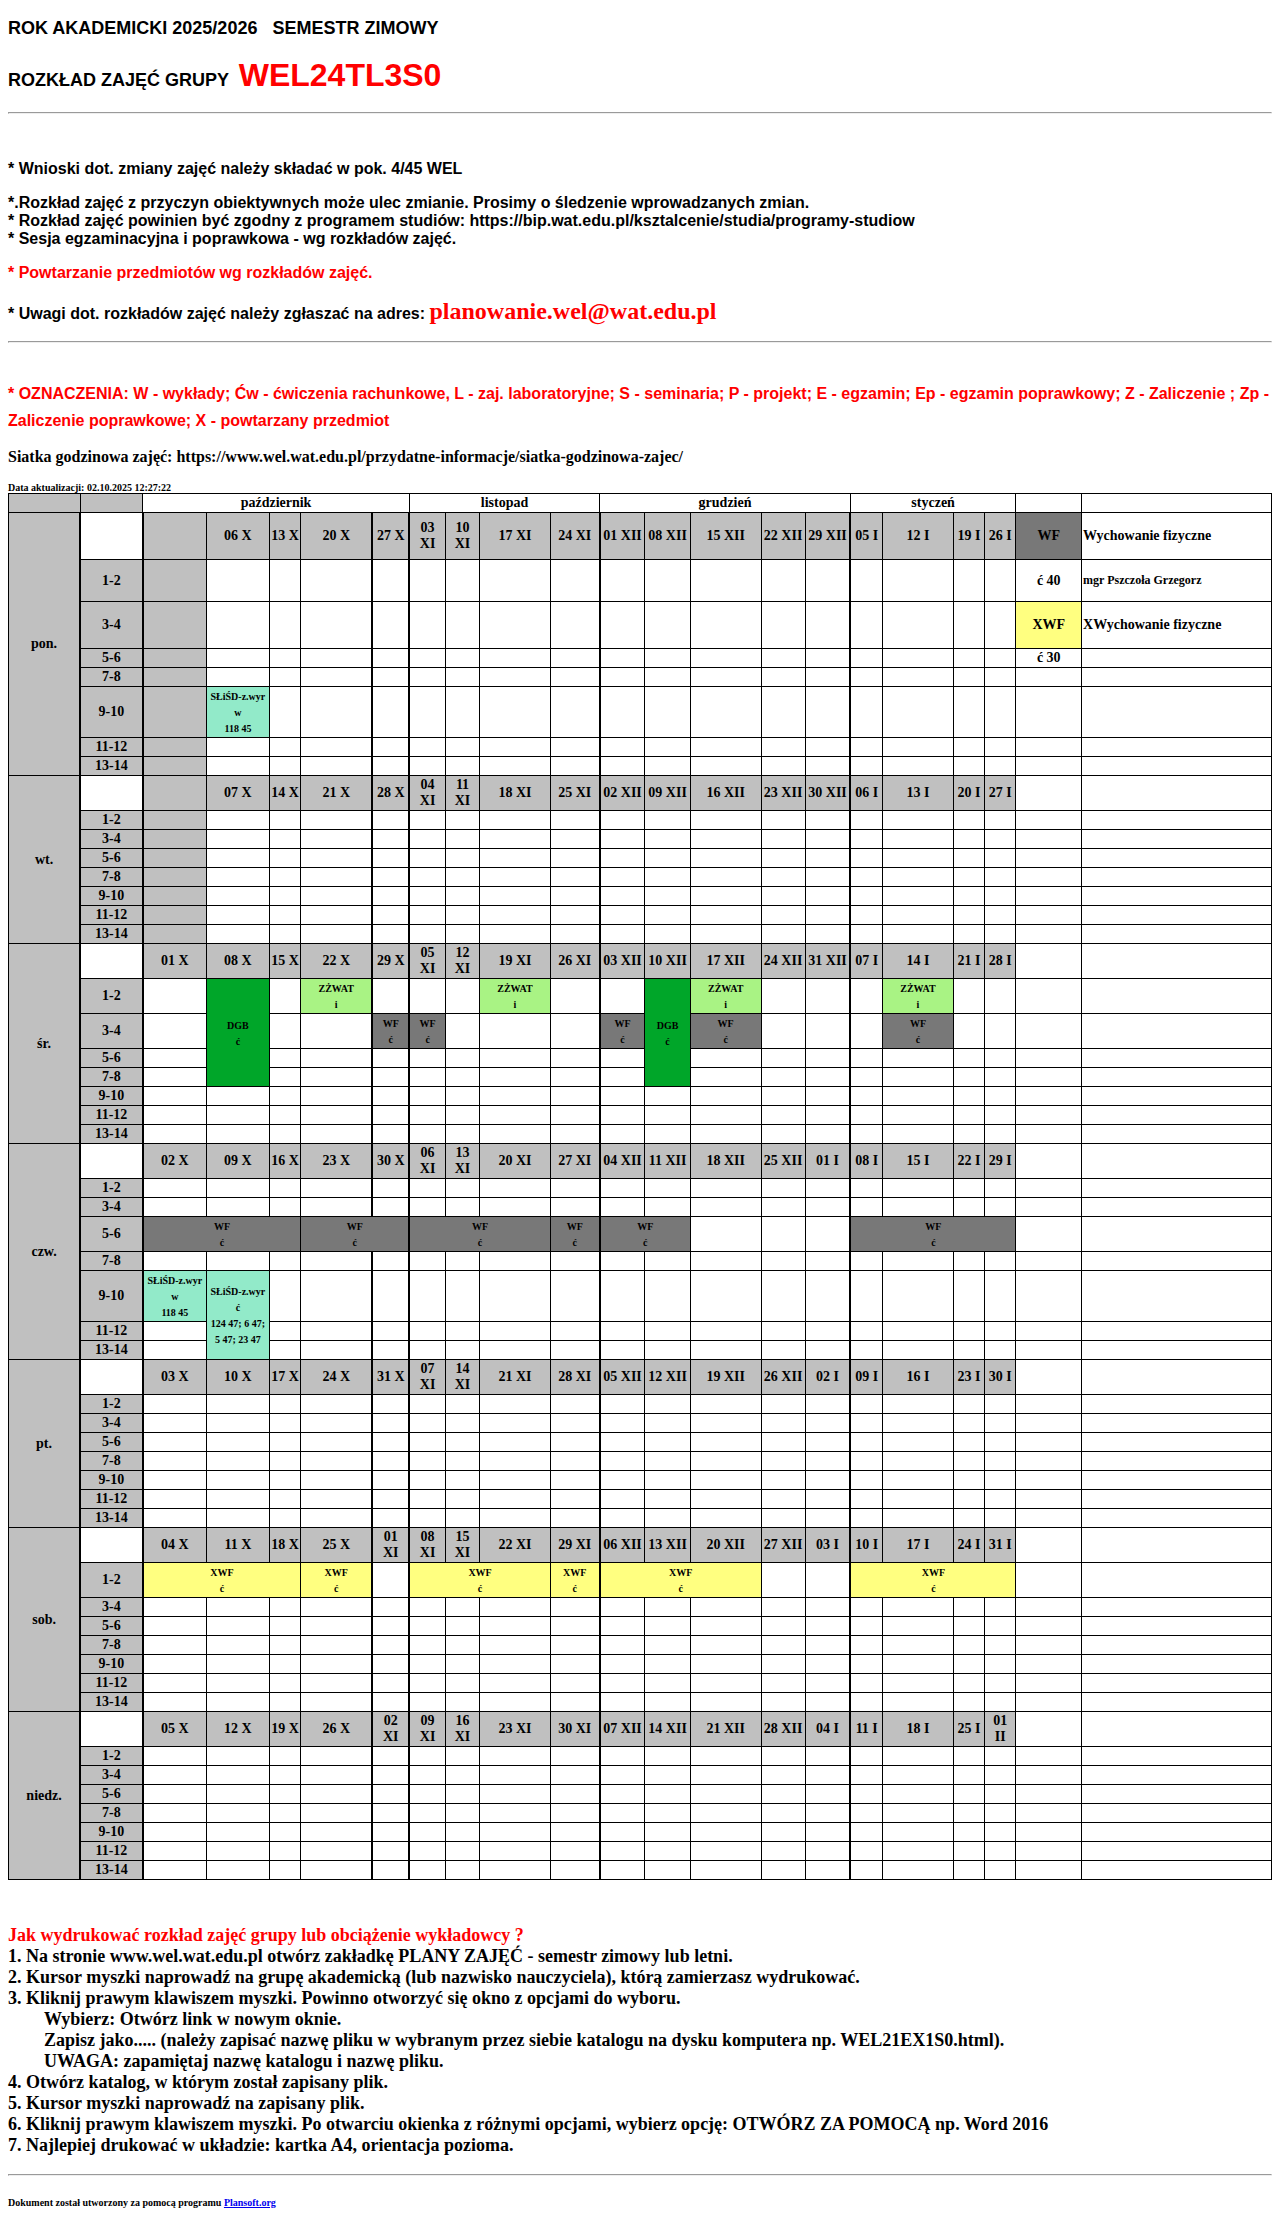 ROK AKADEMICKI 2025/2026   SEMESTR ZIMOWY
ROZKŁAD ZAJĘĆ GRUPY  WEL24TL3S0
* Wnioski dot. zmiany zajęć należy składać w pok. 4/45 WEL
*.Rozkład zajęć z przyczyn obiektywnych może ulec zmianie. Prosimy o śledzenie wprowadzanych zmian.
* Rozkład zajęć powinien być zgodny z programem studiów: https://bip.wat.edu.pl/ksztalcenie/studia/programy-studiow
* Sesja egzaminacyjna i poprawkowa - wg rozkładów zajęć.
* Powtarzanie przedmiotów wg rozkładów zajęć.
* Uwagi dot. rozkładów zajęć należy zgłaszać na adres: planowanie.wel@wat.edu.pl
* OZNACZENIA: W - wykłady; Ćw - ćwiczenia rachunkowe, L - zaj. laboratoryjne; S - seminaria; P - projekt; E - egzamin; Ep - egzamin poprawkowy; Z - Zaliczenie ; Zp -
Zaliczenie poprawkowe; X - powtarzany przedmiot
Siatka godzinowa zajęć: https://www.wel.wat.edu.pl/przydatne-informacje/siatka-godzinowa-zajec/
Data aktualizacji: 02.10.2025 12:27:22
październik listopad grudzień styczeń
pon. 06 X 13 X 20 X 27 X 03 XI 10 XI 17 XI 24 XI 01 XII 08 XII 15 XII 22 XII 29 XII 05 I 12 I 19 I 26 I WF Wychowanie fizyczne
1-2 ć 40 mgr Pszczoła Grzegorz
3-4 XWF XWychowanie fizyczne
5-6 ć 30
7-8
9-10 SŁiŚD-z.wyr w 118 45
11-12
13-14
wt. 07 X 14 X 21 X 28 X 04 XI 11 XI 18 XI 25 XI 02 XII 09 XII 16 XII 23 XII 30 XII 06 I 13 I 20 I 27 I
1-2
3-4
5-6
7-8
9-10
11-12
13-14
śr. 01 X 08 X 15 X 22 X 29 X 05 XI 12 XI 19 XI 26 XI 03 XII 10 XII 17 XII 24 XII 31 XII 07 I 14 I 21 I 28 I
1-2 DGB ć ZŻWAT i ZŻWAT i DGB ć ZŻWAT i ZŻWAT i
3-4 WF ć WF ć WF ć WF ć WF ć
5-6
7-8
9-10
11-12
13-14
czw. 02 X 09 X 16 X 23 X 30 X 06 XI 13 XI 20 XI 27 XI 04 XII 11 XII 18 XII 25 XII 01 I 08 I 15 I 22 I 29 I
1-2
3-4
5-6 WF ć WF ć WF ć WF ć WF ć WF ć
7-8
9-10 SŁiŚD-z.wyr w 118 45 SŁiŚD-z.wyr ć 124 47; 6 47; 5 47; 23 47
11-12
13-14
pt. 03 X 10 X 17 X 24 X 31 X 07 XI 14 XI 21 XI 28 XI 05 XII 12 XII 19 XII 26 XII 02 I 09 I 16 I 23 I 30 I
1-2
3-4
5-6
7-8
9-10
11-12
13-14
sob. 04 X 11 X 18 X 25 X 01 XI 08 XI 15 XI 22 XI 29 XI 06 XII 13 XII 20 XII 27 XII 03 I 10 I 17 I 24 I 31 I
1-2 XWF ć XWF ć XWF ć XWF ć XWF ć XWF ć
3-4
5-6
7-8
9-10
11-12
13-14
niedz. 05 X 12 X 19 X 26 X 02 XI 09 XI 16 XI 23 XI 30 XI 07 XII 14 XII 21 XII 28 XII 04 I 11 I 18 I 25 I 01 II
1-2
3-4
5-6
7-8
9-10
11-12
13-14
Jak wydrukować rozkład zajęć grupy lub obciążenie wykładowcy ?
1. Na stronie www.wel.wat.edu.pl otwórz zakładkę PLANY ZAJĘĆ - semestr zimowy lub letni.
2. Kursor myszki naprowadź na grupę akademicką (lub nazwisko nauczyciela), którą zamierzasz wydrukować.
3. Kliknij prawym klawiszem myszki. Powinno otworzyć się okno z opcjami do wyboru.
Wybierz: Otwórz link w nowym oknie.
Zapisz jako..... (należy zapisać nazwę pliku w wybranym przez siebie katalogu na dysku komputera np. WEL21EX1S0.html).
UWAGA: zapamiętaj nazwę katalogu i nazwę pliku.
4. Otwórz katalog, w którym został zapisany plik.
5. Kursor myszki naprowadź na zapisany plik.
6. Kliknij prawym klawiszem myszki. Po otwarciu okienka z różnymi opcjami, wybierz opcję: OTWÓRZ ZA POMOCĄ np. Word 2016
7. Najlepiej drukować w układzie: kartka A4, orientacja pozioma.
Dokument został utworzony za pomocą programu Plansoft.org